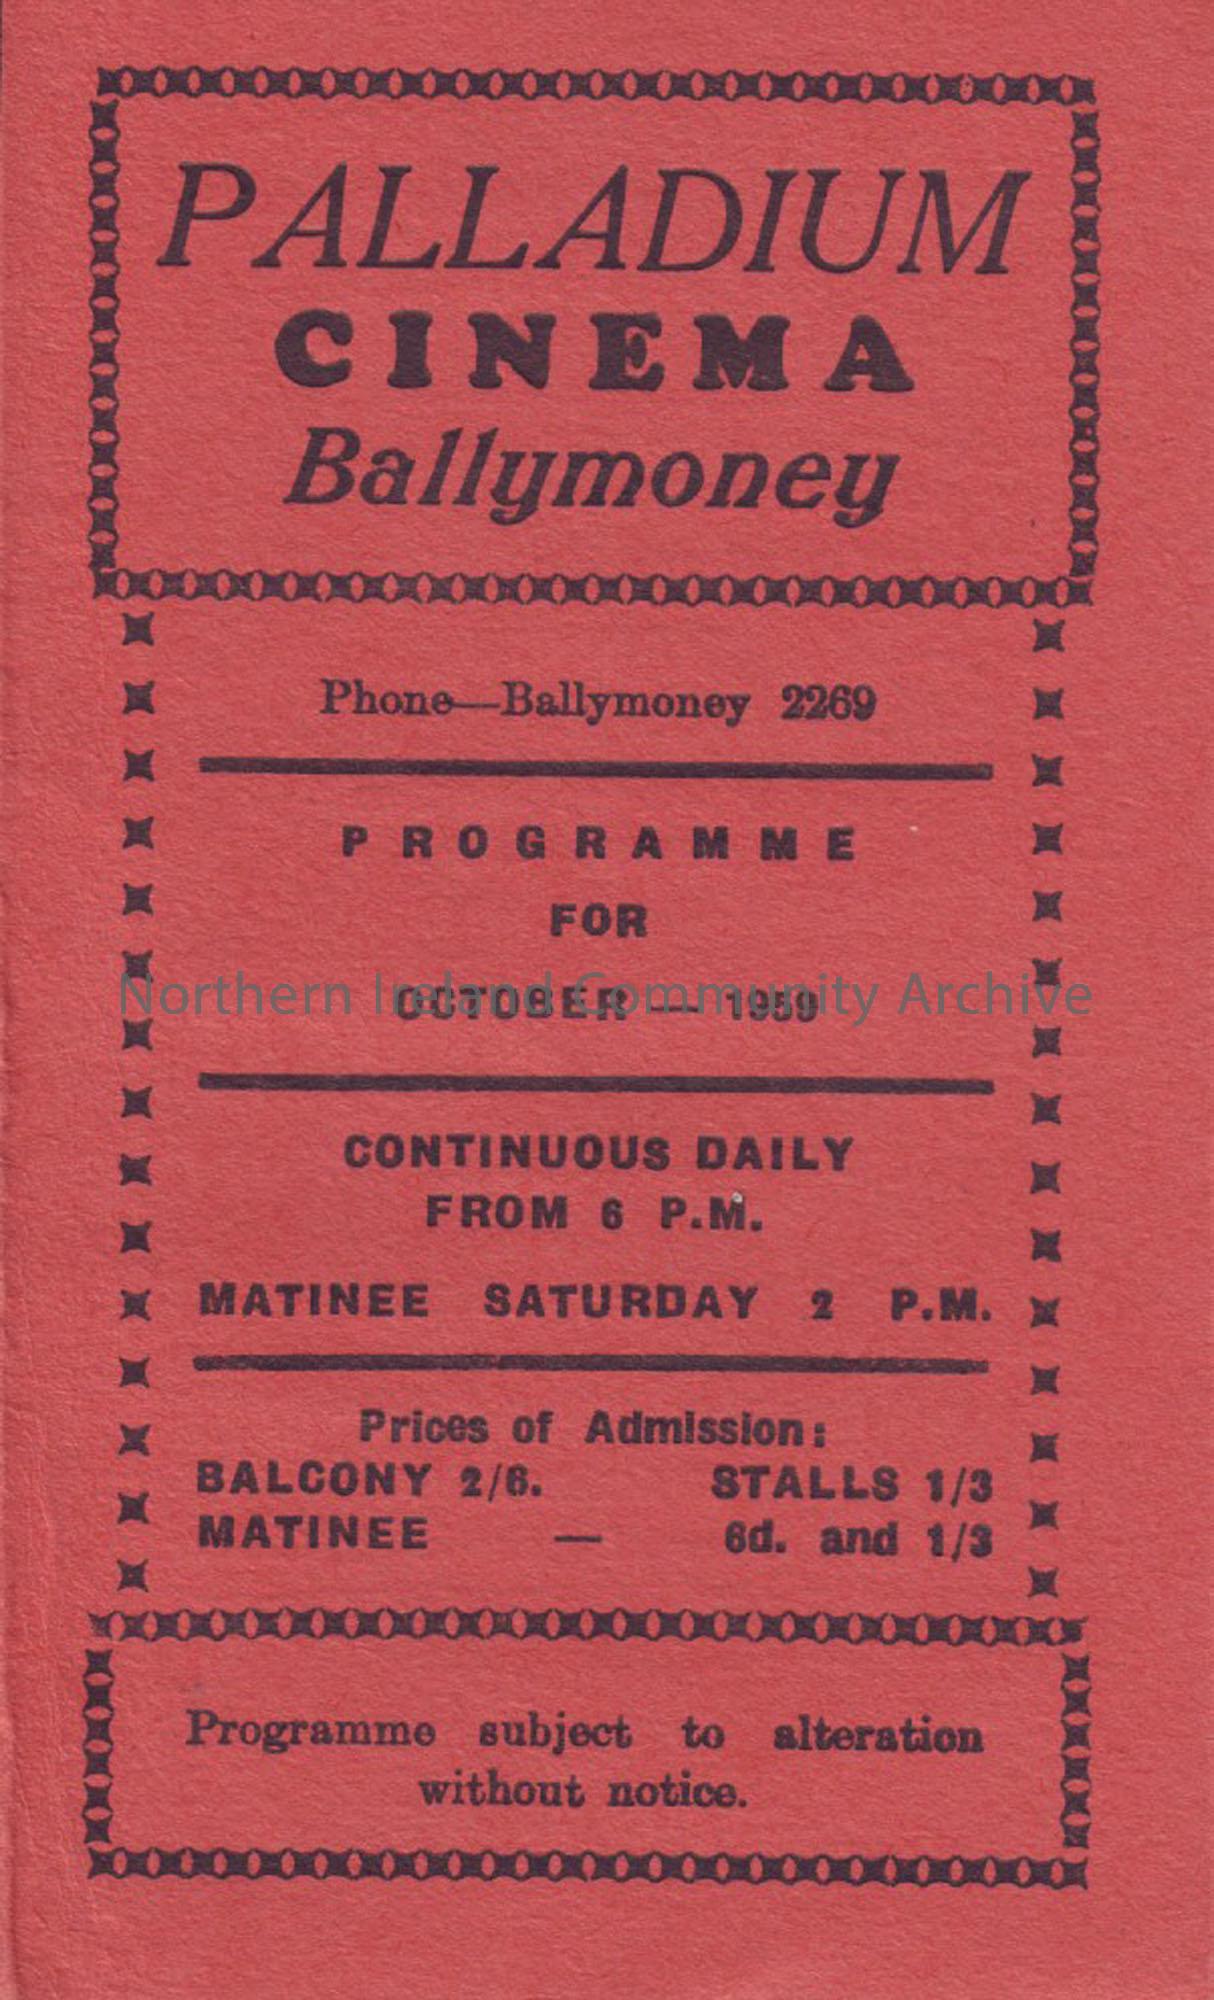 PALLADIUM
CINEMA
Ballymoney
Phone—Ballymoney 2269
PROGRAMME
FOR
OCTOBER — 1959
Northern Ireland Community Archive
CONTINUOUS DAILY
FROM 6 P.M.
MATINEE SATURDAY 2 P.M.
Prices of Admission:
BALCONY 2/6. STALLS 1/3
MATINEE — 6d. and 1/3
Programme subject to alteration
without notice.